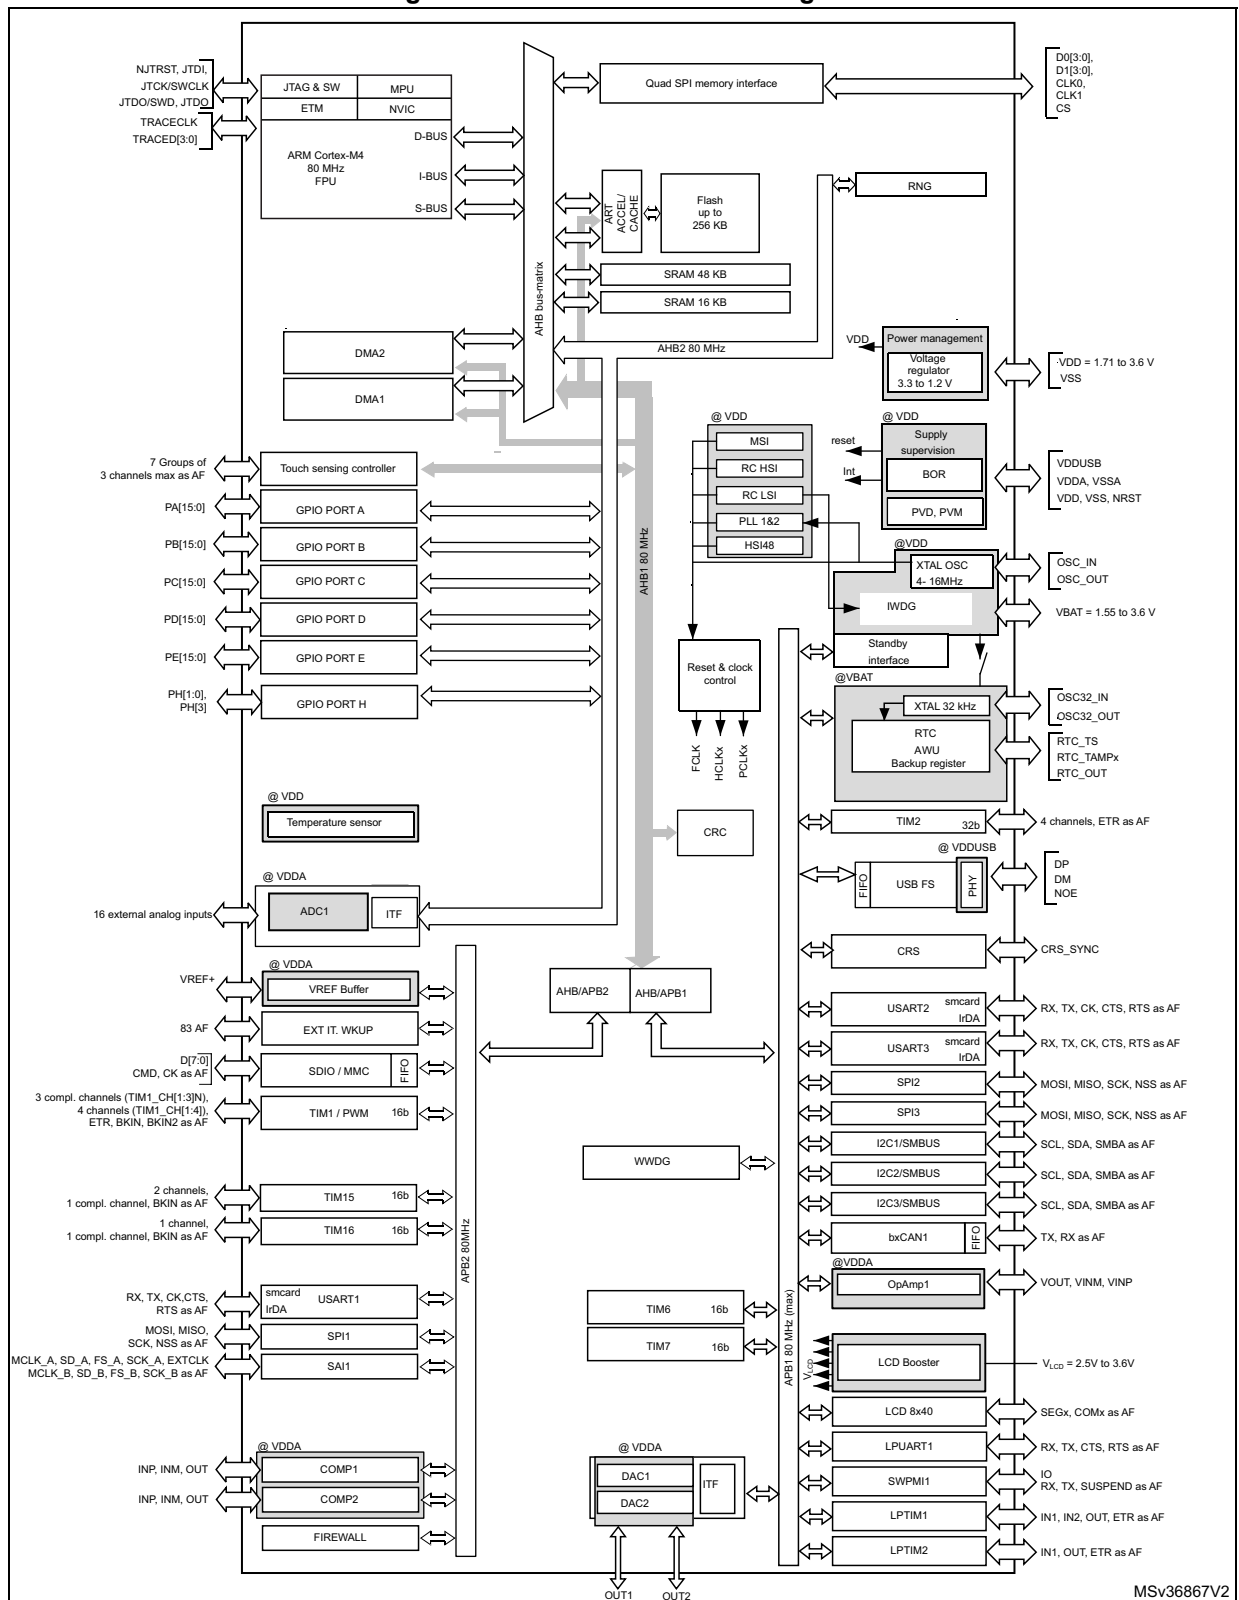 NJTRST, JTDI,
JTCK/SWCLK
JTDO/SWD, JTDO
TRACECLK
TRACED[3:0]
JTAG & SW
MPU
ETM
NVIC
ARM Cortex-M4
80 MHz
FPU
D-BUS
I-BUS
S-BUS
AHB bus-matrix
Quad SPI memory interface
D0[3:0],
D1[3:0],
CLK0,
CLK1
CS
ART
ACCEL/
CACHE
Flash
up to
256 KB
RNG
SRAM 48 KB
SRAM 16 KB
AHB2 80 MHz
DMA2
DMA1
VDD
Power management
Voltage
regulator
3.3 to 1.2 V
VDD = 1.71 to 3.6 V
VSS
@ VDD
MSI
RC HSI
RC LSI
PLL 1&2
HSI48
@ VDD
reset
Int
Supply
supervision
BOR
PVD, PVM
VDDUSB
VDDA, VSSA
VDD, VSS, NRST
7 Groups of
3 channels max as AF
Touch sensing controller
PA[15:0]
GPIO PORT A
PB[15:0]
GPIO PORT B
PC[15:0]
GPIO PORT C
PD[15:0]
GPIO PORT D
PE[15:0]
GPIO PORT E
PH[1:0],
PH[3]
GPIO PORT H
AHB1 80 MHz
@VDD
XTAL OSC
4- 16MHz
IWDG
OSC_IN
OSC_OUT
VBAT = 1.55 to 3.6 V
Standby
interface
Reset & clock
control
FCLK
HCLKx
PCLKx
@VBAT
XTAL 32 kHz
RTC
AWU
Backup register
OSC32_IN
OSC32_OUT
RTC_TS
RTC_TAMPx
RTC_OUT
@ VDD
Temperature sensor
CRC
TIM2
32b
4 channels, ETR as AF
@ VDDUSB
FIFO
USB FS
PHY
DP
DM
NOE
@ VDDA
16 external analog inputs
ADC1
ITF
CRS
CRS_SYNC
@ VDDA
VREF+
VREF Buffer
AHB/APB2
AHB/APB1
83 AF
EXT IT. WKUP
D[7:0]
CMD, CK as AF
SDIO / MMC
FIFO
3 compl. channels (TIM1_CH[1:3]N),
4 channels (TIM1_CH[1:4]),
ETR, BKIN, BKIN2 as AF
TIM1 / PWM
16b
USART2
smcard
IrDA
RX, TX, CK, CTS, RTS as AF
USART3
smcard
IrDA
RX, TX, CK, CTS, RTS as AF
SPI2
MOSI, MISO, SCK, NSS as AF
SPI3
MOSI, MISO, SCK, NSS as AF
WWDG
I2C1/SMBUS
SCL, SDA, SMBA as AF
I2C2/SMBUS
SCL, SDA, SMBA as AF
I2C3/SMBUS
SCL, SDA, SMBA as AF
bxCAN1
FIFO
TX, RX as AF
2 channels,
1 compl. channel, BKIN as AF
TIM15
16b
1 channel,
1 compl. channel, BKIN as AF
TIM16
16b
APB2 80MHz
@VDDA
OpAmp1
VOUT, VINM, VINP
RX, TX, CK,CTS,
RTS as AF
smcard
IrDA
USART1
MOSI, MISO,
SCK, NSS as AF
SPI1
MCLK_A, SD_A, FS_A, SCK_A, EXTCLK
MCLK_B, SD_B, FS_B, SCK_B as AF
SAI1
TIM6
16b
TIM7
16b
APB1 80 MHz (max)
VLCD
LCD Booster
VLCD = 2.5V to 3.6V
LCD 8x40
SEGx, COMx as AF
LPUART1
RX, TX, CTS, RTS as AF
SWPMI1
IO
RX, TX, SUSPEND as AF
LPTIM1
IN1, IN2, OUT, ETR as AF
LPTIM2
IN1, OUT, ETR as AF
@ VDDA
INP, INM, OUT
COMP1
INP, INM, OUT
COMP2
FIREWALL
@ VDDA
DAC1
DAC2
ITF
OUT1
OUT2
MSv36867V2